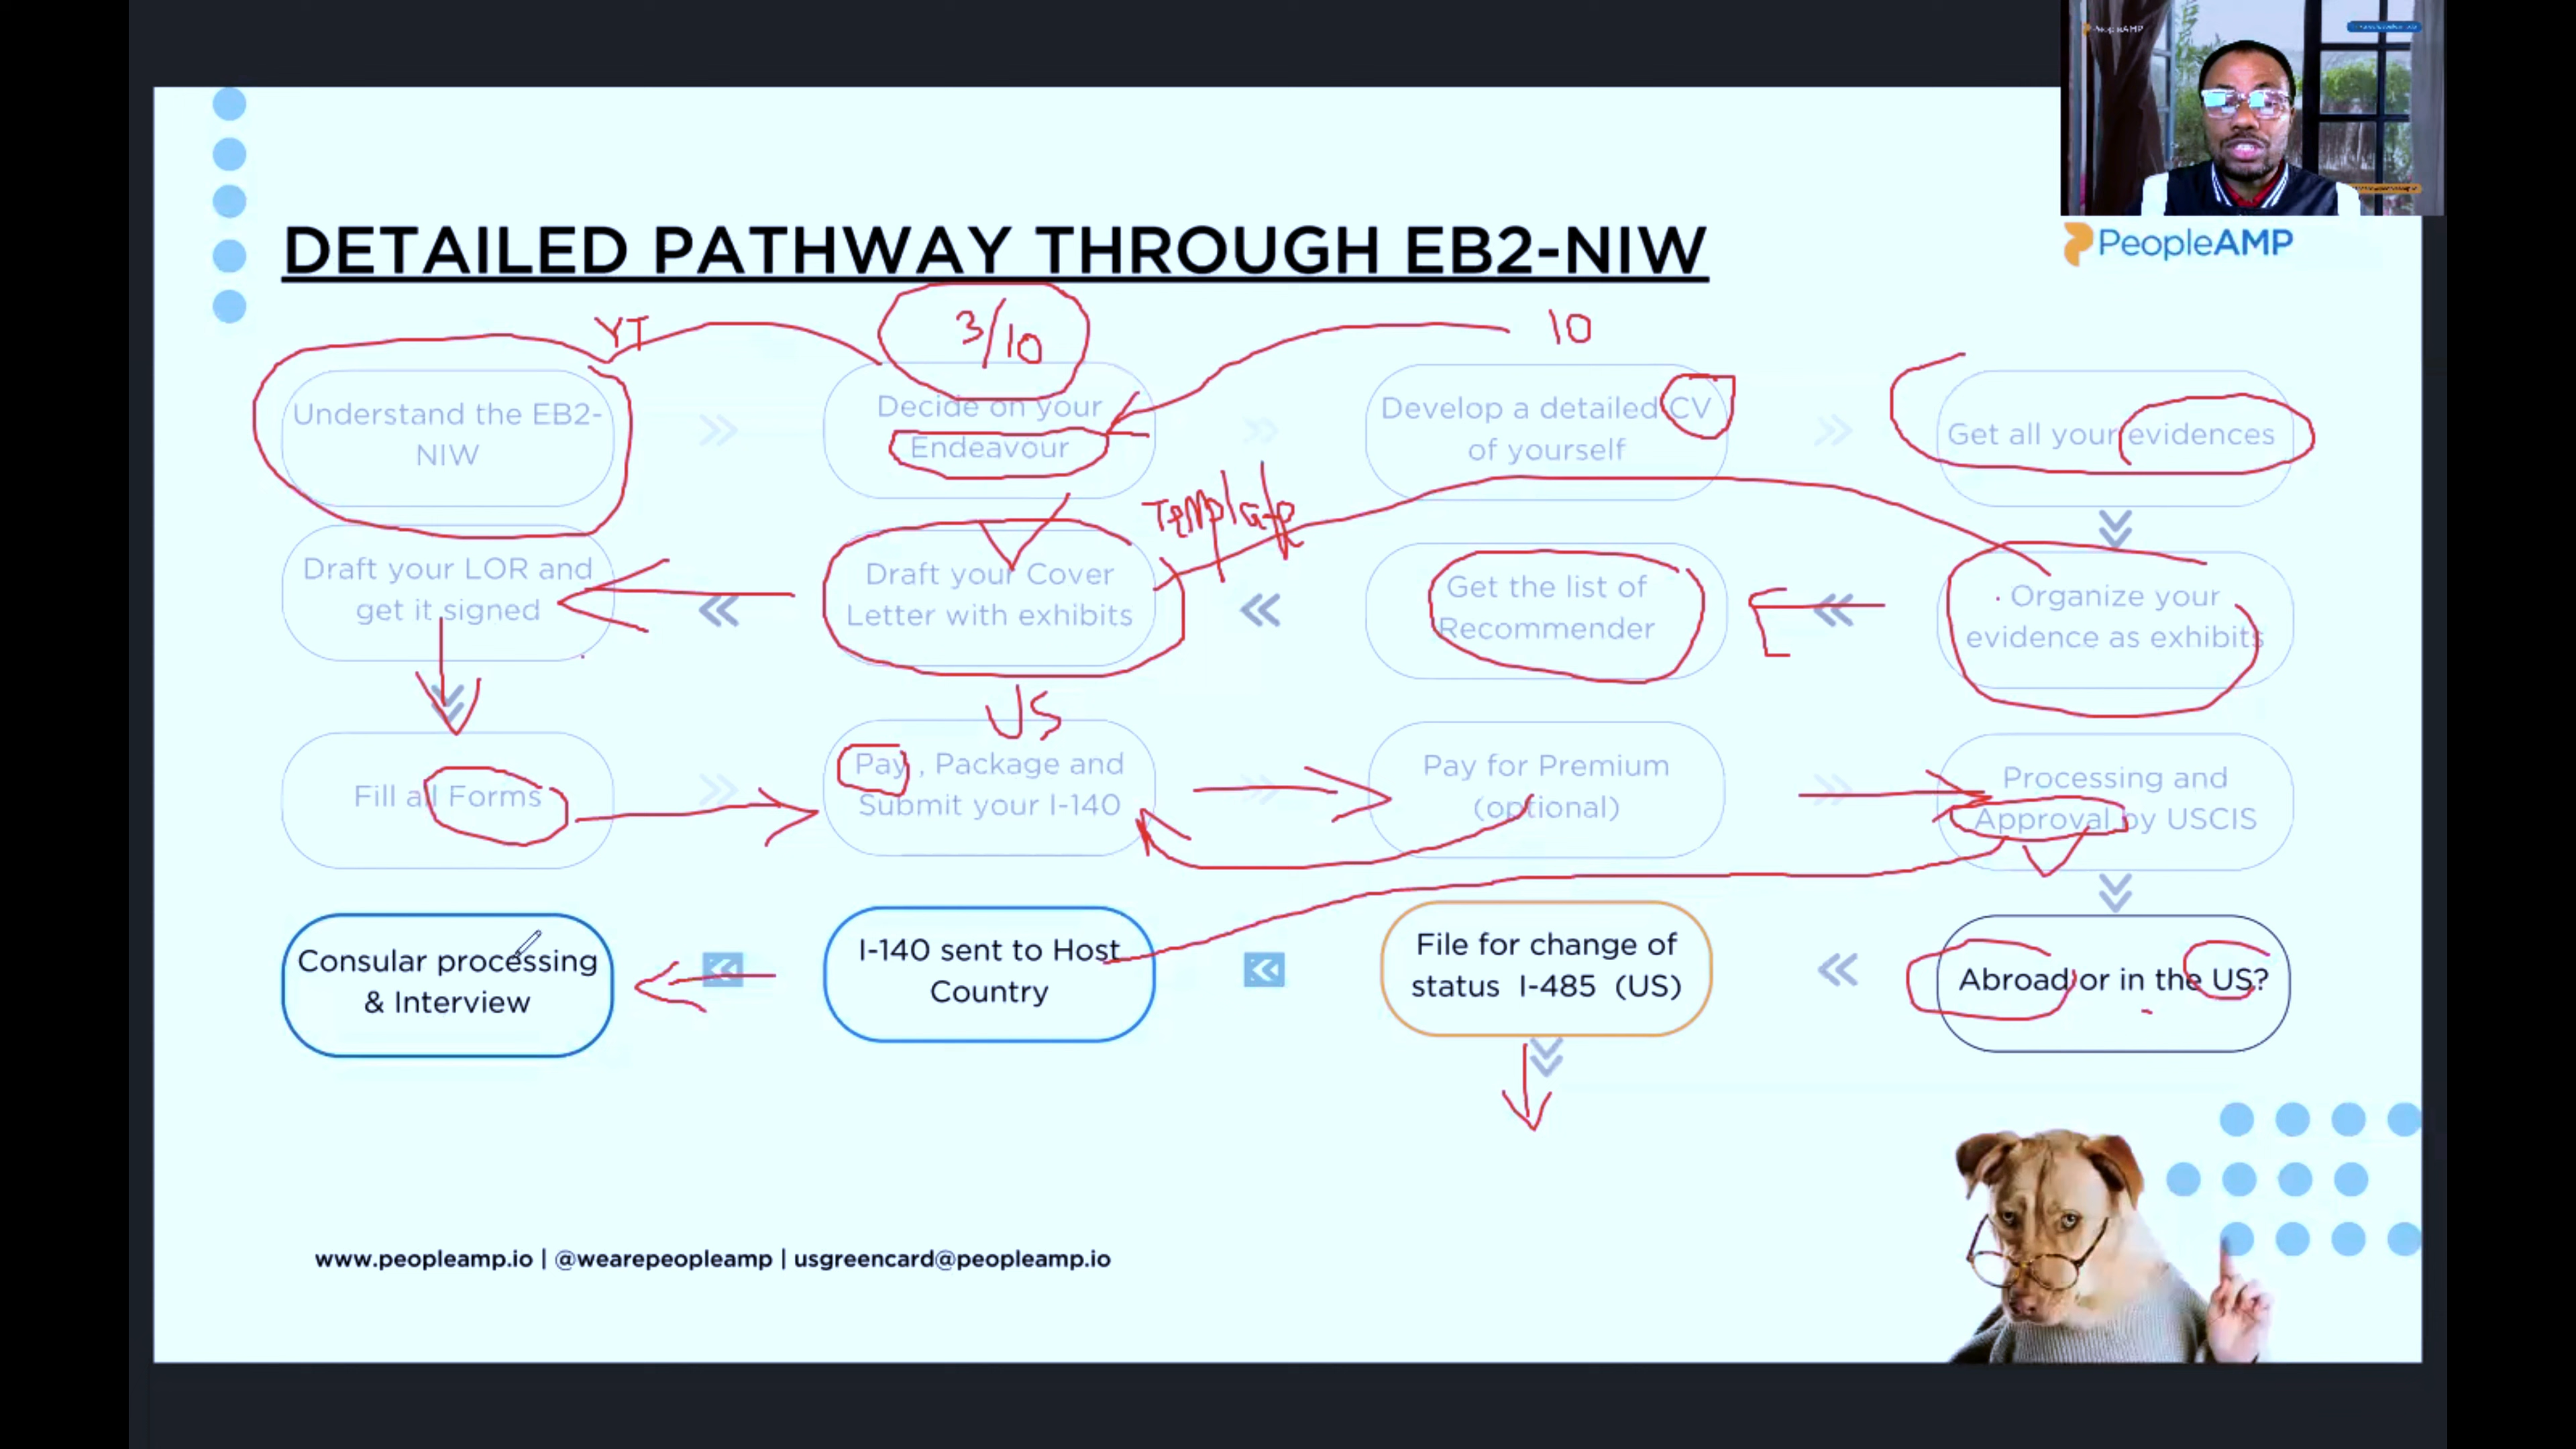 PeopleAMP
DETAILED PATHWAY THROUGH EB2-NIW
PeopleAMP
YT
3/10
10
Understand the EB2-
NIW
Decide on your
Endeavour
Develop a detailed CV
of yourself
Get all your evidences
Template
Draft your LOR and
get it signed
Draft your Cover
Letter with exhibits
Get the list of
Recommender
Organize your
evidence as exhibits
US
Fill all Forms
Pay , Package and
Submit your I-140
Pay for Premium
(optional)
Processing and
Approval by USCIS
Consular processing
& Interview
I-140 sent to Host
Country
File for change of
status I-485 (US)
Abroad or in the US?
www.peopleamp.io | @wearepeopleamp | usgreencard@peopleamp.io